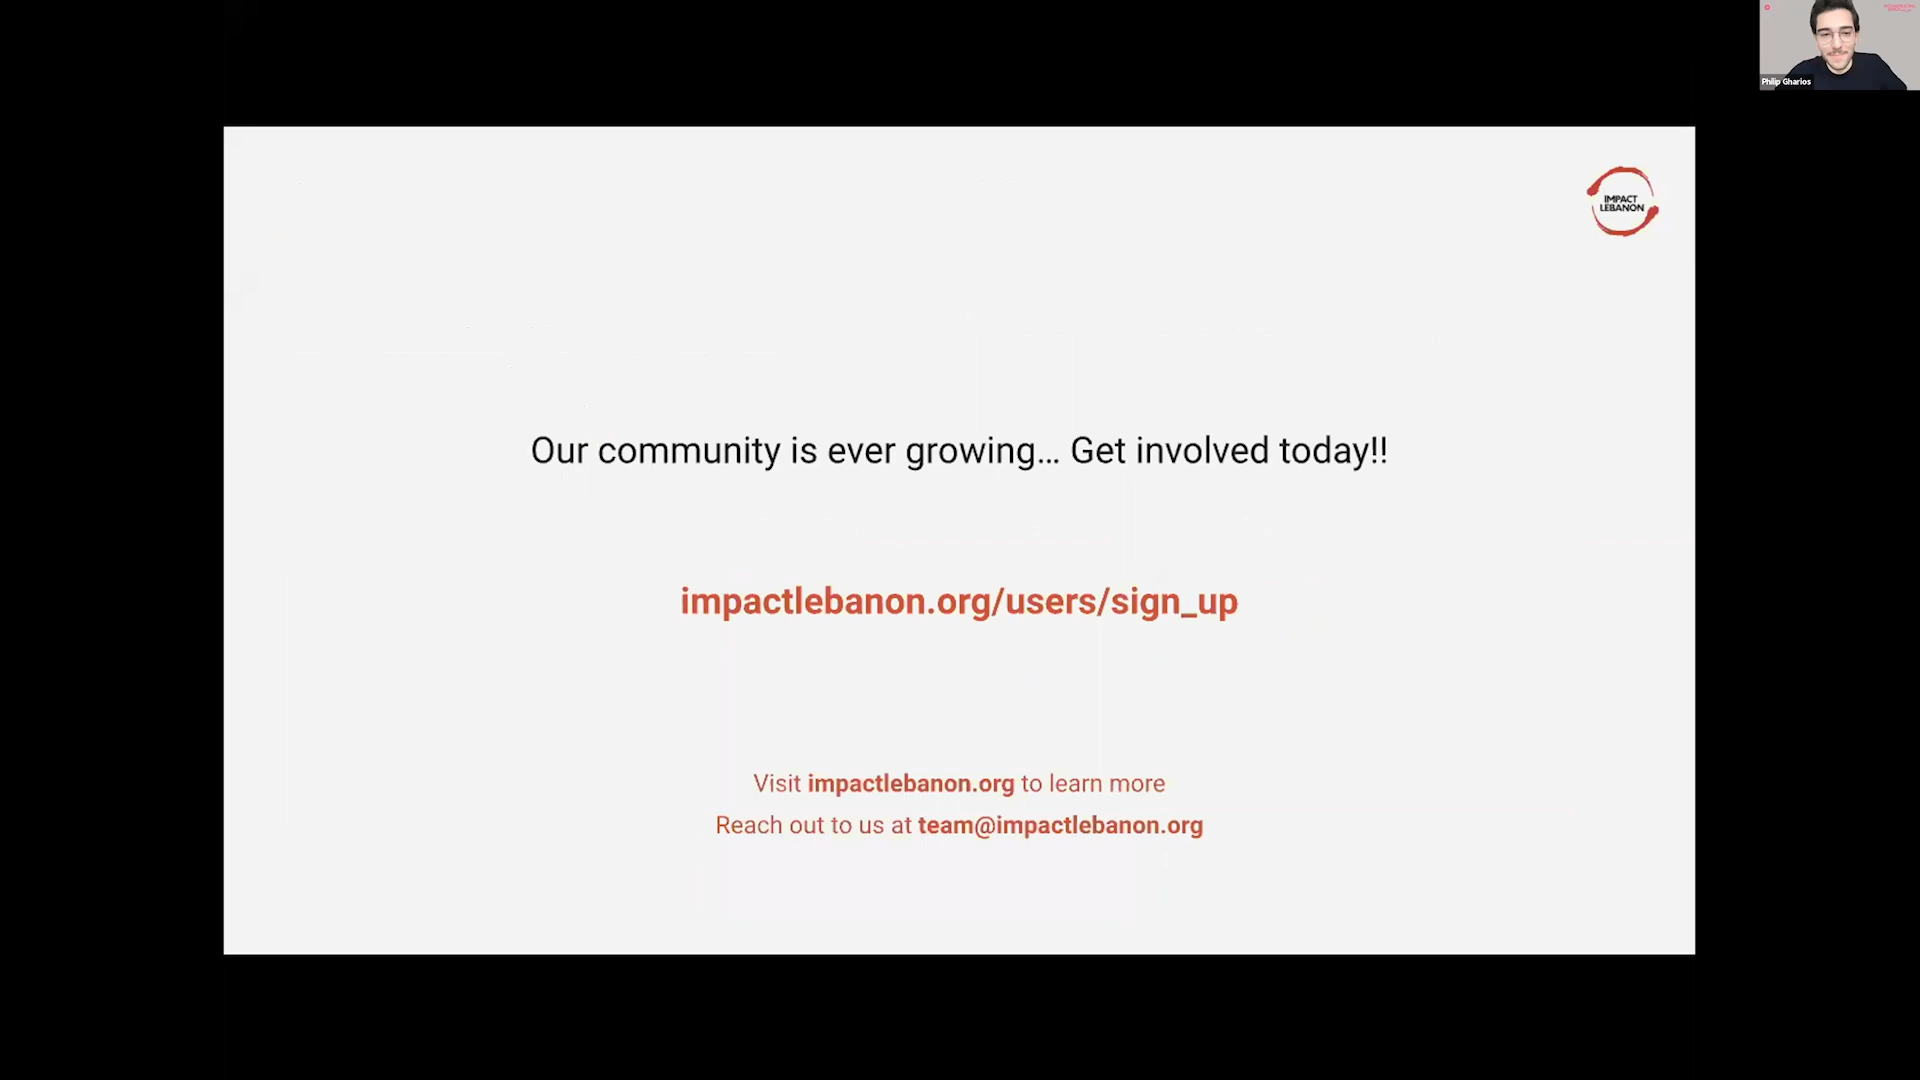 Philip Gharios
IMPACT
LEBANON
Our community is ever growing... Get involved today!!
impactlebanon.org/users/sign_up
Visit impactlebanon.org to learn more
Reach out to us at team@impactlebanon.org